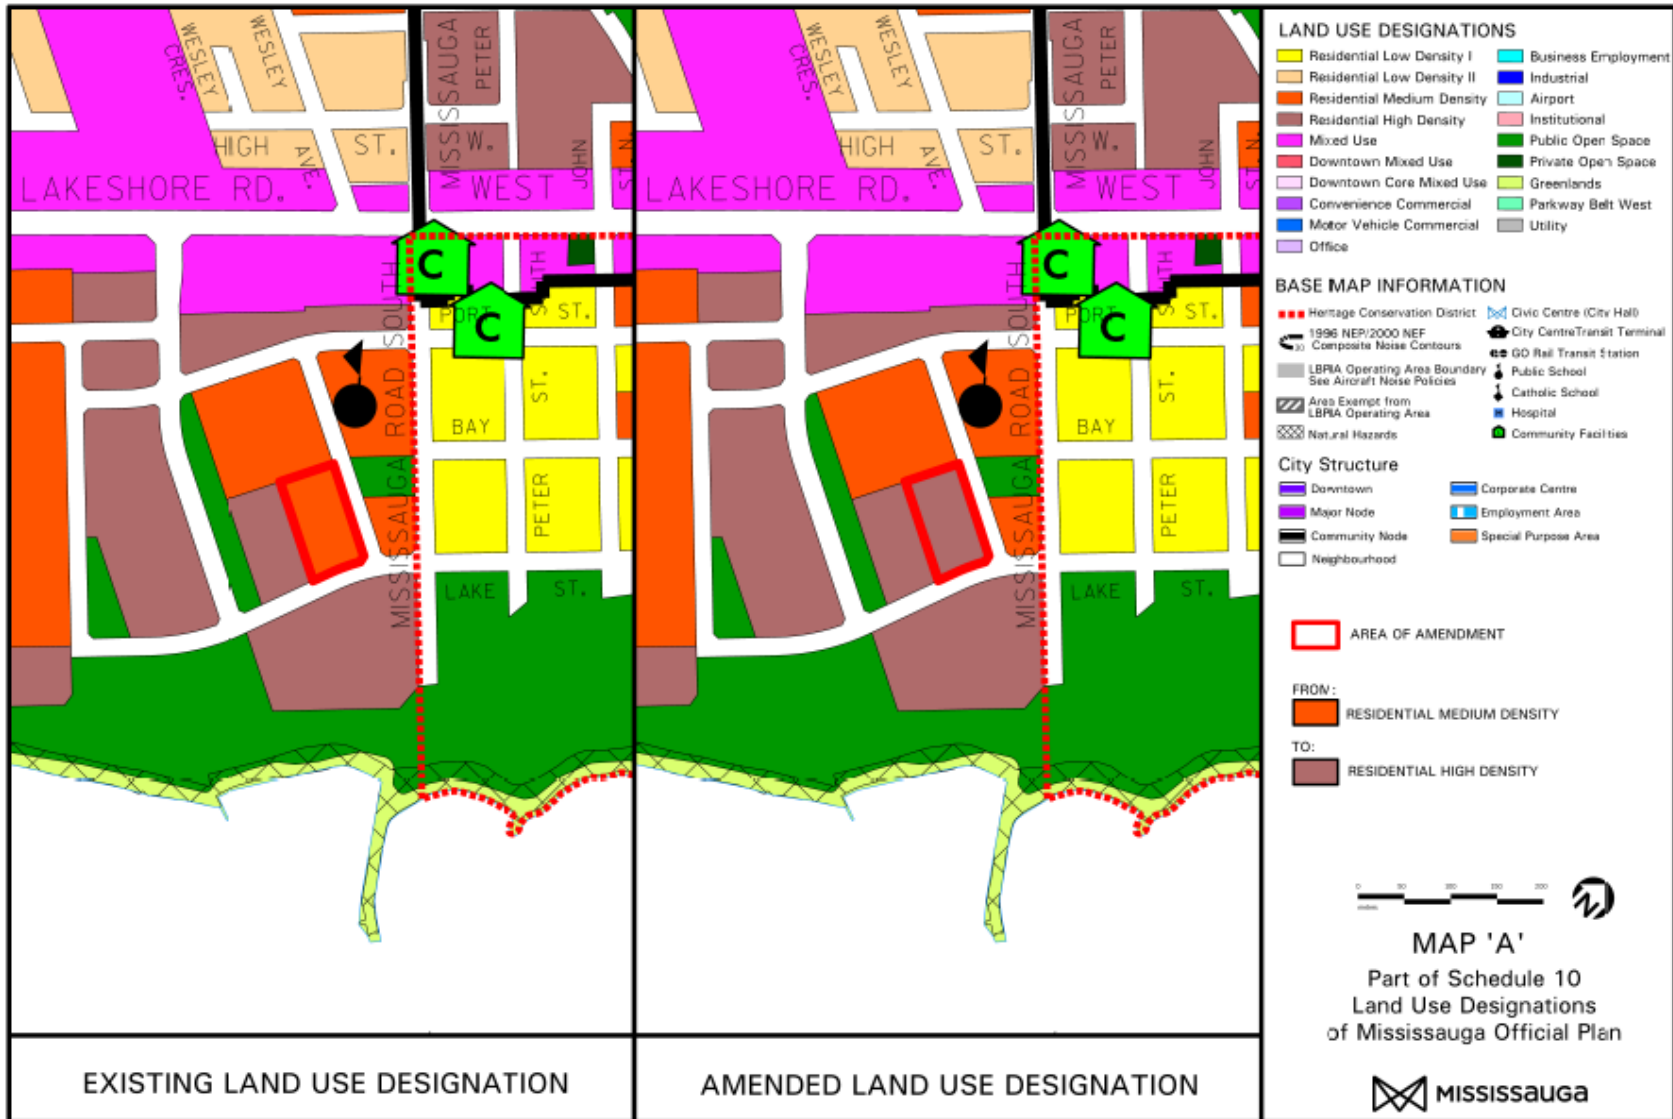 WESLEY
CRES.
WESLEY
MISSISSAUGA
PETER
HIGH
AVE.
ST.
W.
JOHN
ST. N.
LAKESHORE RD.
WEST
C
C
SOUTH
PORT
ST.
MISSISSAUGA ROAD SOUTH
BAY
ST.
PETER
LAKE
ST.
EXISTING LAND USE DESIGNATION
WESLEY
CRES.
WESLEY
MISSISSAUGA
PETER
HIGH
AVE.
ST.
W.
JOHN
ST. N.
LAKESHORE RD.
WEST
C
C
PORT
ST.
MISSISSAUGA ROAD SOUTH
BAY
ST.
PETER
LAKE
ST.
AMENDED LAND USE DESIGNATION
LAND USE DESIGNATIONS
Residential Low Density I
Residential Low Density II
Residential Medium Density
Residential High Density
Mixed Use
Downtown Mixed Use
Downtown Core Mixed Use
Convenience Commercial
Motor Vehicle Commercial
Office
Business Employment
Industrial
Airport
Institutional
Public Open Space
Private Open Space
Greenlands
Parkway Belt West
Utility
BASE MAP INFORMATION
Heritage Conservation District
1996 NEP/2000 NEF
Composite Noise Contours
LBPIA Operating Area Boundary
See Aircraft Noise Policies
Area Exempt from
LBPIA Operating Area
Natural Hazards
Civic Centre (City Hall)
City Centre Transit Terminal
GO Rail Transit Station
Public School
Catholic School
H Hospital
Community Facilities
City Structure
Downtown
Major Node
Community Node
Neighbourhood
Corporate Centre
Employment Area
Special Purpose Area
AREA OF AMENDMENT
FROM:
RESIDENTIAL MEDIUM DENSITY
TO:
RESIDENTIAL HIGH DENSITY
0 50 100 150 200
metres
MAP 'A'
Part of Schedule 10
Land Use Designations
of Mississauga Official Plan
MISSISSAUGA